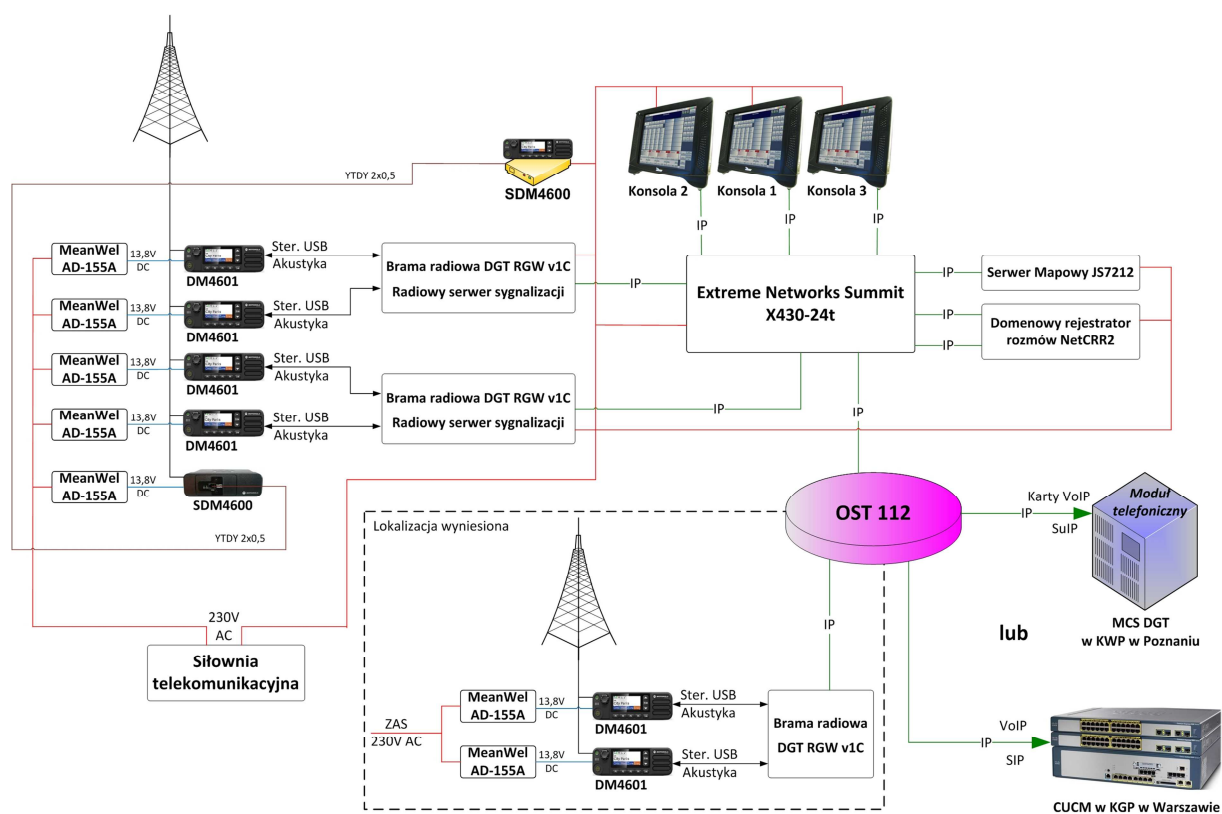 YTDY 2x0,5
SDM4600
Konsola 2
Konsola 1
Konsola 3
IP
IP
IP
MeanWel
AD-155A
13,8V
DC
DM4601
Ster. USB
Akustyka
MeanWel
AD-155A
13,8V
DC
DM4601
Ster. USB
Akustyka
Brama radiowa DGT RGW v1C
Radiowy serwer sygnalizacji
IP
Extreme Networks Summit
X430-24t
IP
Serwer Mapowy JS7212
IP
IP
Domenowy rejestrator
rozmów NetCRR2
MeanWel
AD-155A
13,8V
DC
DM4601
Ster. USB
Akustyka
MeanWel
AD-155A
13,8V
DC
DM4601
Ster. USB
Akustyka
Brama radiowa DGT RGW v1C
Radiowy serwer sygnalizacji
IP
IP
MeanWel
AD-155A
13,8V
DC
SDM4600
YTDY 2x0,5
230V
AC
Siłownia
telekomunikacyjna
OST 112
Karty VoIP
IP
SuIP
Moduł
telefoniczny
MCS DGT
w KWP w Poznaniu
lub
Lokalizacja wyniesiona
IP
ZAS
230V AC
MeanWel
AD-155A
13,8V
DC
DM4601
Ster. USB
Akustyka
MeanWel
AD-155A
13,8V
DC
DM4601
Ster. USB
Akustyka
Brama radiowa
DGT RGW v1C
VoIP
IP
SIP
CUCM w KGP w Warszawie